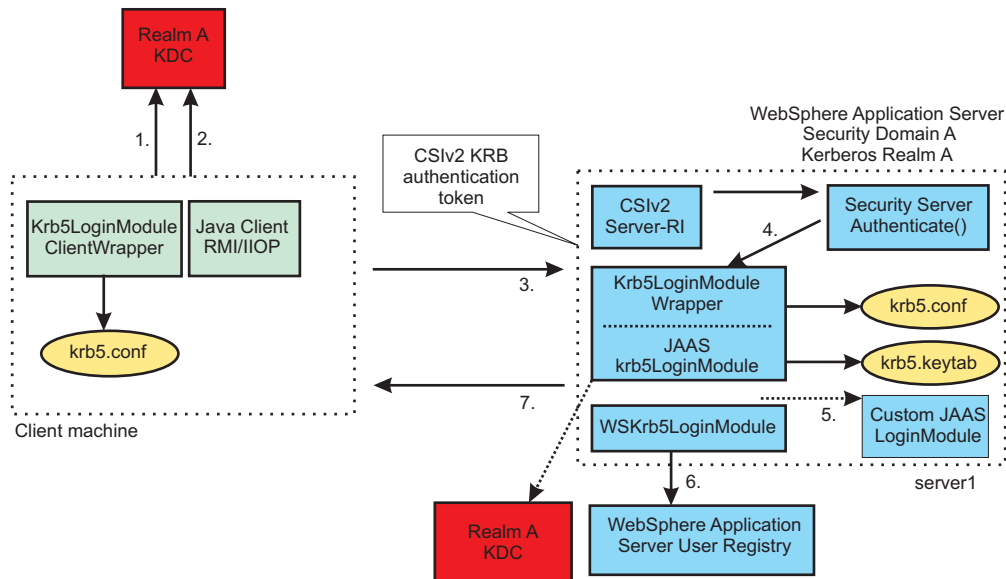 Realm A
KDC
1.
2.
WebSphere Application Server
Security Domain A
Kerberos Realm A
CSIv2 KRB
authentication
token
Krb5LoginModule
ClientWrapper
Java Client
RMI/IIOP
krb5.conf
Client machine
3.
7.
CSIv2
Server-RI
Security Server
Authenticate()
4.
Krb5LoginModule
Wrapper
JAAS
krb5LoginModule
krb5.conf
krb5.keytab
5.
WSKrb5LoginModule
Custom JAAS
LoginModule
server1
6.
Realm A
KDC
WebSphere Application
Server User Registry